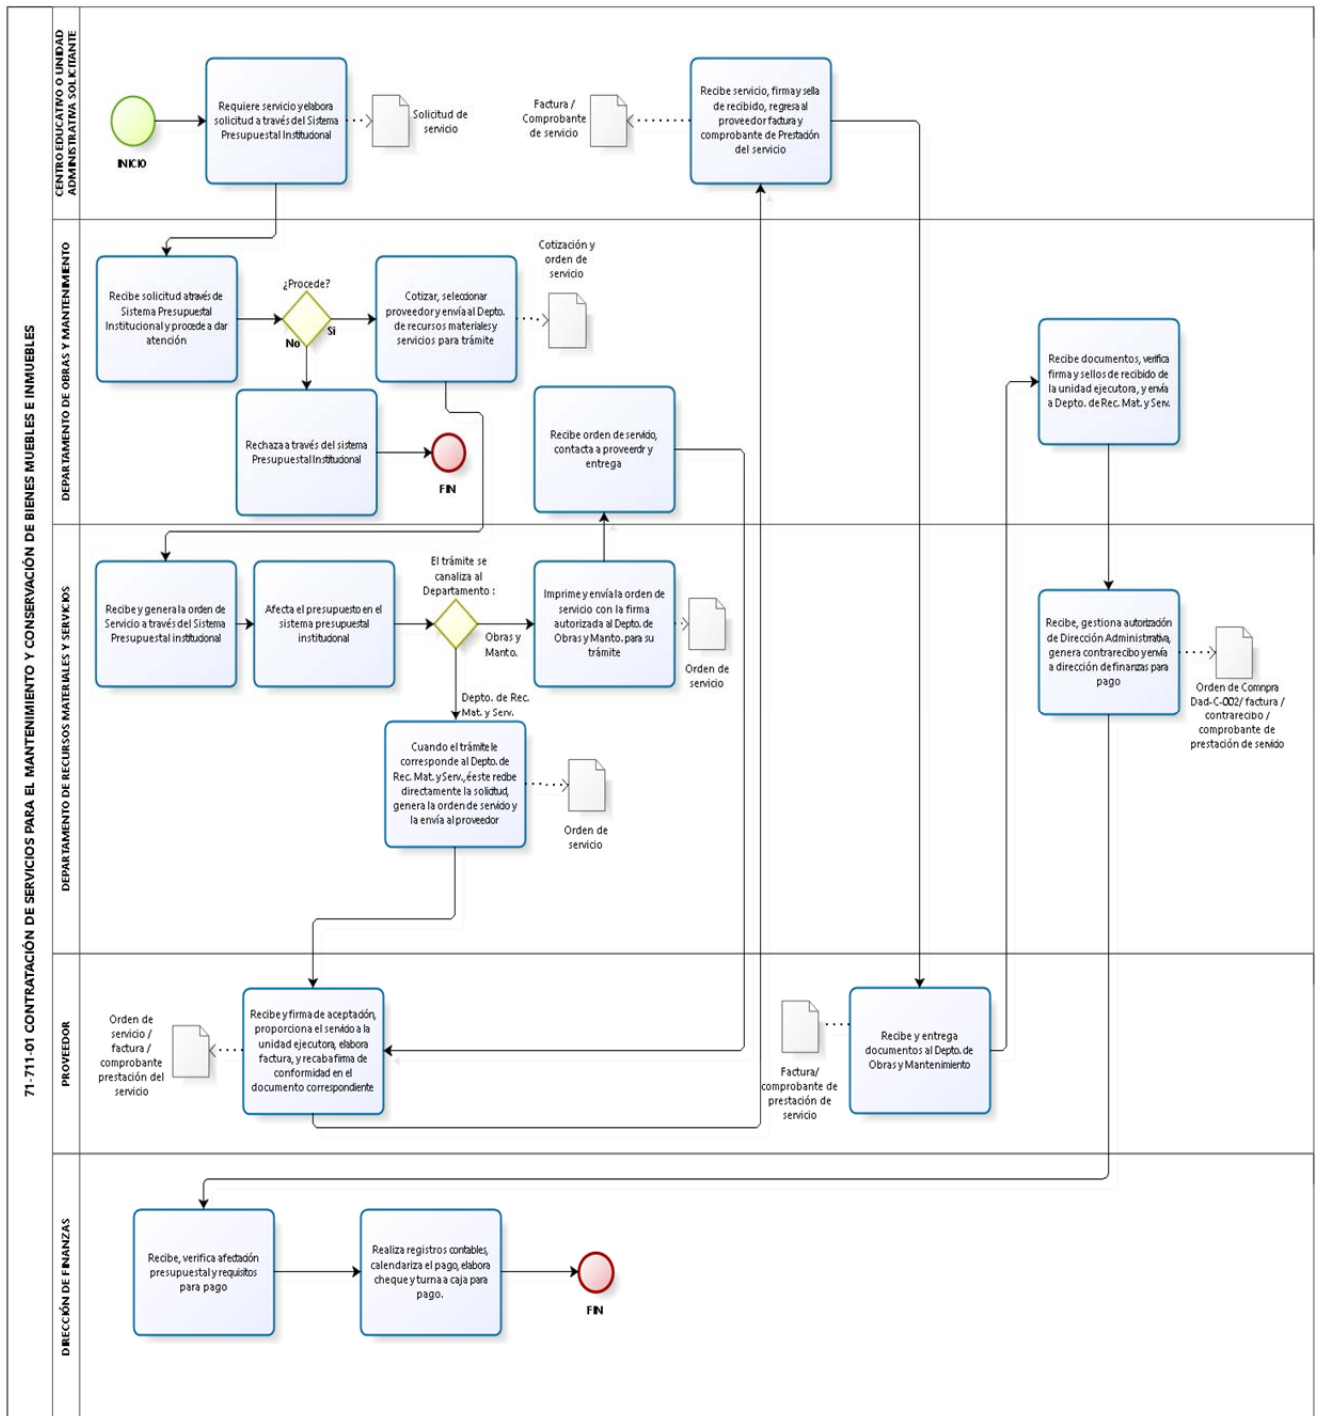 71-711-01 CONTRATACIÓN DE SERVICIOS PARA EL MANTENIMIENTO Y CONSERVACIÓN DE BIENES MUEBLES E INMUEBLES
CENTRO EDUCATIVO O UNIDAD
ADMINISTRATIVA SOLICITANTE
INICIO
Requiere servicio y elabora
solicitud a través del Sistema
Presupuestal Institucional
Solicitud de
servicio
Factura /
Comprobante
de servicio
Recibe servicio, firma y sella
de recibido, regresa al
proveedor factura y
comprobante de Prestación
del servicio
DEPARTAMENTO DE OBRAS Y MANTENIMIENTO
Recibe solicitud através de
Sistema Presupuestal
Institucional y procede a dar
atención
¿Procede?
Si
No
Cotizar, seleccionar
proveedor y envía al Depto.
de recursos materiales y
servicios para trámite
Cotización y
orden de
servicio
Rechaza a través del sistema
Presupuestal Institucional
FIN
Recibe orden de servicio,
contacta a proveerdr y
entrega
Recibe documentos, verifica
firma y sellos de recibido de
la unidad ejecutora, y envía
a Depto. de Rec. Mat. y Serv.
DEPARTAMENTO DE RECURSOS MATERIALES Y SERVICIOS
Recibe y genera la orden de
Servicio a través del Sistema
Presupuestal institucional
Afecta el presupuesto en el
sistema presupuestal
institucional
El trámite se
canaliza al
Departamento :
Obras y
Manto.
Depto. de Rec.
Mat. y Serv.
Imprime y envía la orden de
servicio con la firma
autorizada al Depto. de
Obras y Manto. para su
trámite
Orden de
servicio
Cuando el trámite le
corresponde al Depto. de
Rec. Mat. y Serv., éeste recibe
directamente la solicitud,
genera la orden de servicio y
la envía al proveedor
Orden de
servicio
Recibe, gestiona autorización
de Dirección Administrativa,
genera contrarecibo y envía
a dirección de finanzas para
pago
Orden de Comnpra
Dad-C-002/ factura /
contrarecibo /
comprobante de
prestación de servicio
PROVEEDOR
Orden de
servicio /
factura /
comprobante
prestación del
servicio
Recibe y firma de aceptación,
proporciona el servicio a la
unidad ejecutora, elabora
factura, y recaba firma de
conformidad en el
documento correspondiente
Factura/
comprobante de
prestación de
servicio
Recibe y entrega
documentos al Depto. de
Obras y Mantenimiento
DIRECCIÓN DE FINANZAS
Recibe, verifica afectación
presupuestal y requisitos
para pago
Realiza registros contables,
calendariza el pago, elabora
cheque y turna a caja para
pago.
FIN